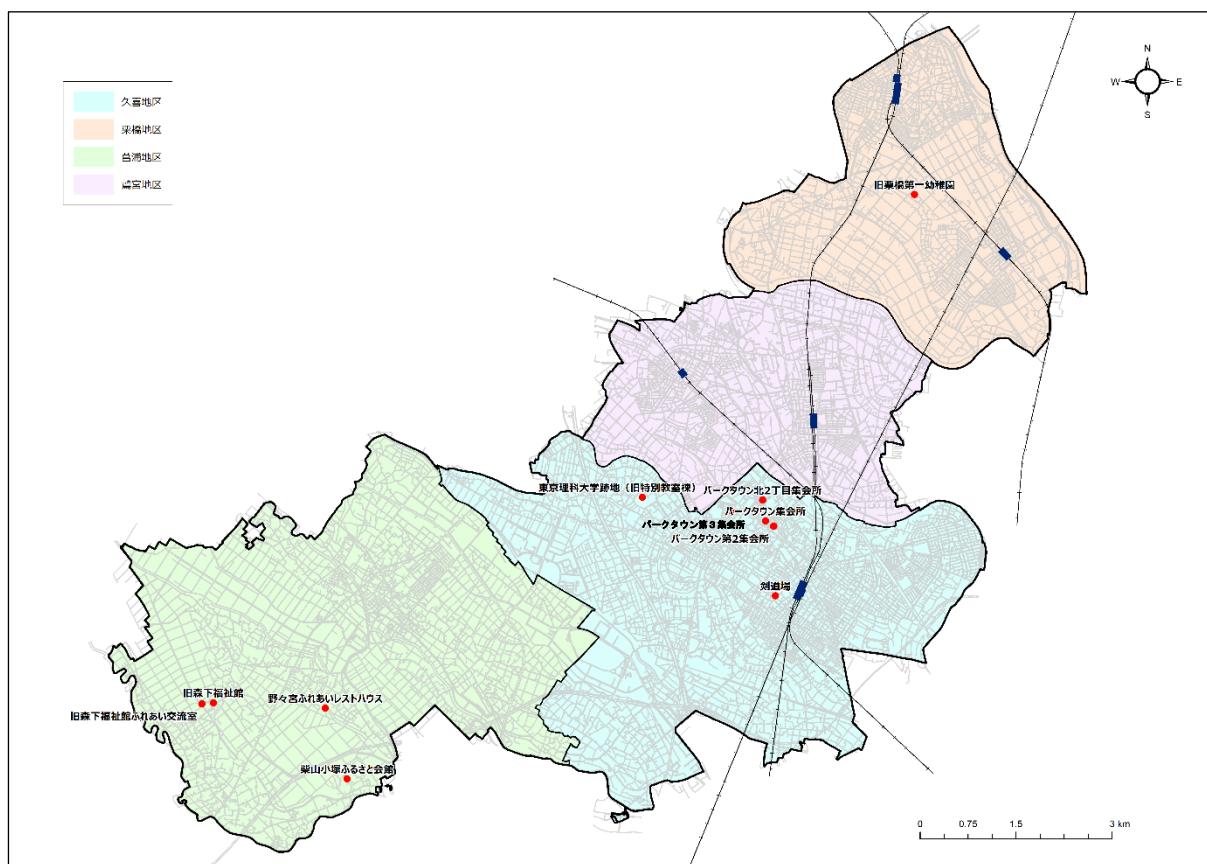 N
W
E
S
久喜地区
栗橋地区
菖蒲地区
鷲宮地区
旧栗橋第一幼稚園
東京理科大学跡地（旧特別教室棟）
パークタウン北2丁目集会所
パークタウン集会所
パークタウン第3集会所
パークタウン第2集会所
剣道場
旧森下福祉館
野々宮ふれあいレストハウス
旧森下福祉館ふれあい交流室
柴山小塚ふるさと会館
0 0.75 1.5 3 km